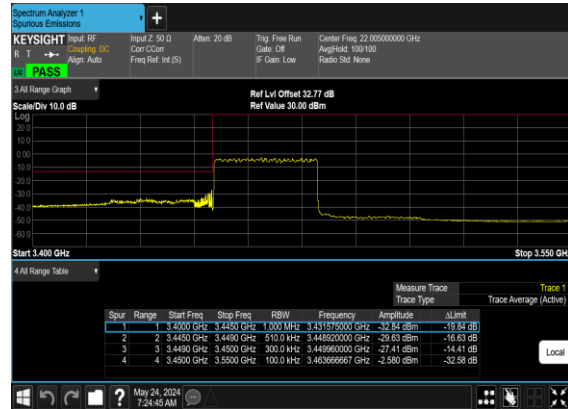 Spectrum Analyzer 1
Spurious Emissions
+
KEYSIGHT Input: RF Input Z: 50 Ω Atten: 20 dB Trig: Free Run Center Freq: 22.005000000 GHz
R T Coupling: DC Corr CCorr Gate: Off Avg|Hold: 100/100
Align: Auto Freq Ref: Int (S) IF Gain: Low Radio Std: None
PASS
3 All Range Graph
Ref Lvl Offset 32.77 dB
Scale/Div 10.0 dB Ref Value 30.00 dBm
Log
20.0
10.0
0.00
-10.0
-20.0
-30.0
-40.0
-50.0
-60.0
Start 3.400 GHz Stop 3.550 GHz
4 All Range Table
Measure Trace Trace 1
Trace Type Trace Average (Active)
Spur Range Start Freq Stop Freq RBW Frequency Amplitude ΔLimit
1 1 3.4000 GHz 3.4450 GHz 1.000 MHz 3.431575000 GHz -32.84 dBm -19.84 dB
2 2 3.4450 GHz 3.4490 GHz 510.0 kHz 3.448920000 GHz -29.63 dBm -16.63 dB
3 3 3.4490 GHz 3.4500 GHz 300.0 kHz 3.449960000 GHz -27.41 dBm -14.41 dB
4 4 3.4500 GHz 3.5500 GHz 100.0 kHz 3.463666667 GHz -2.580 dBm -32.58 dB
Local
? May 24, 2024
7:24:45 AM